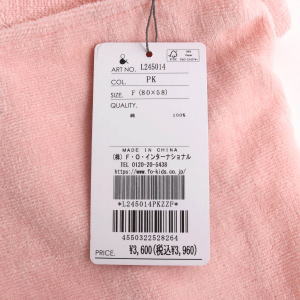 ART NO. L245014
COL. PK
SIZE. F (80×58)
QUALITY.
綿 100%
MADE IN CHINA
(株)F・O・インターナショナル
TEL 0120-20-5438
https://www.fo-kids.co.jp/
*L245014PKZZF*
4550322528264
PRICE. ¥3,600(税込¥3,960)